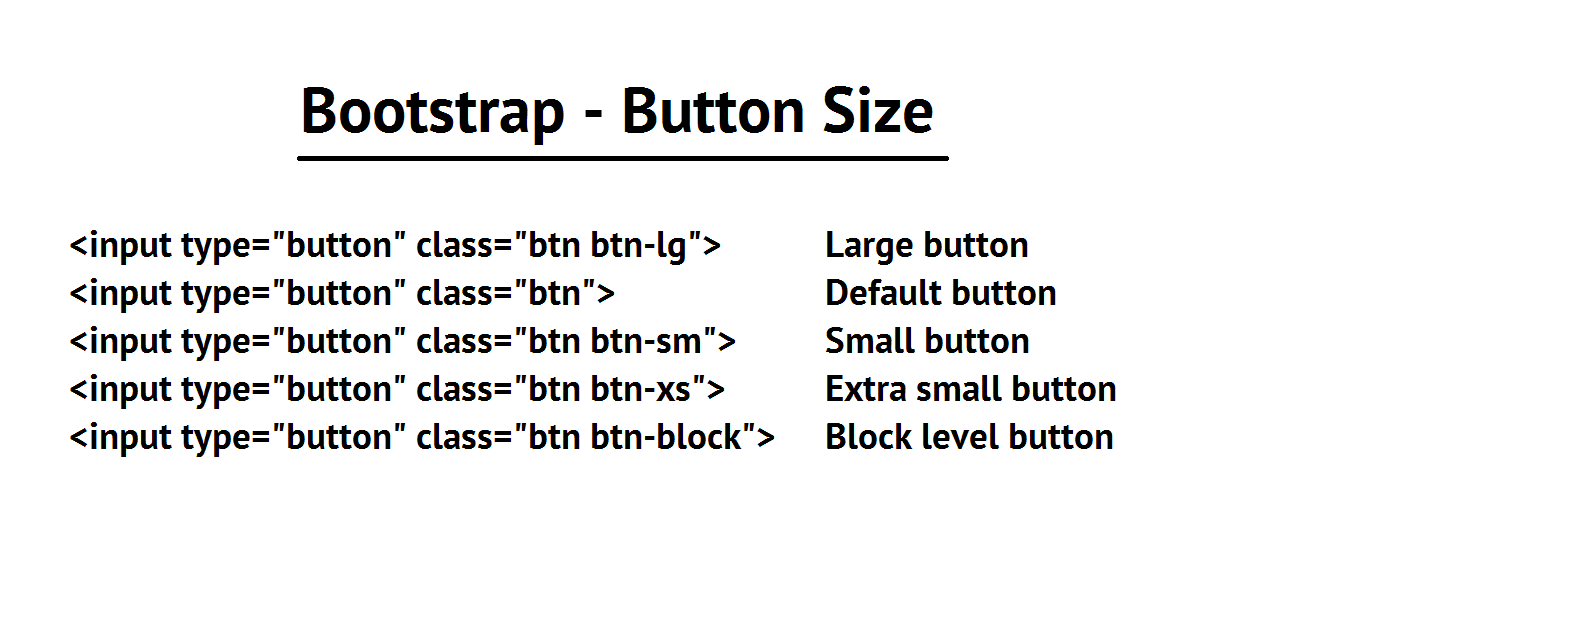 Bootstrap - Button Size
<input type="button" class="btn btn-lg"> Large button
<input type="button" class="btn"> Default button
<input type="button" class="btn btn-sm"> Small button
<input type="button" class="btn btn-xs"> Extra small button
<input type="button" class="btn btn-block"> Block level button